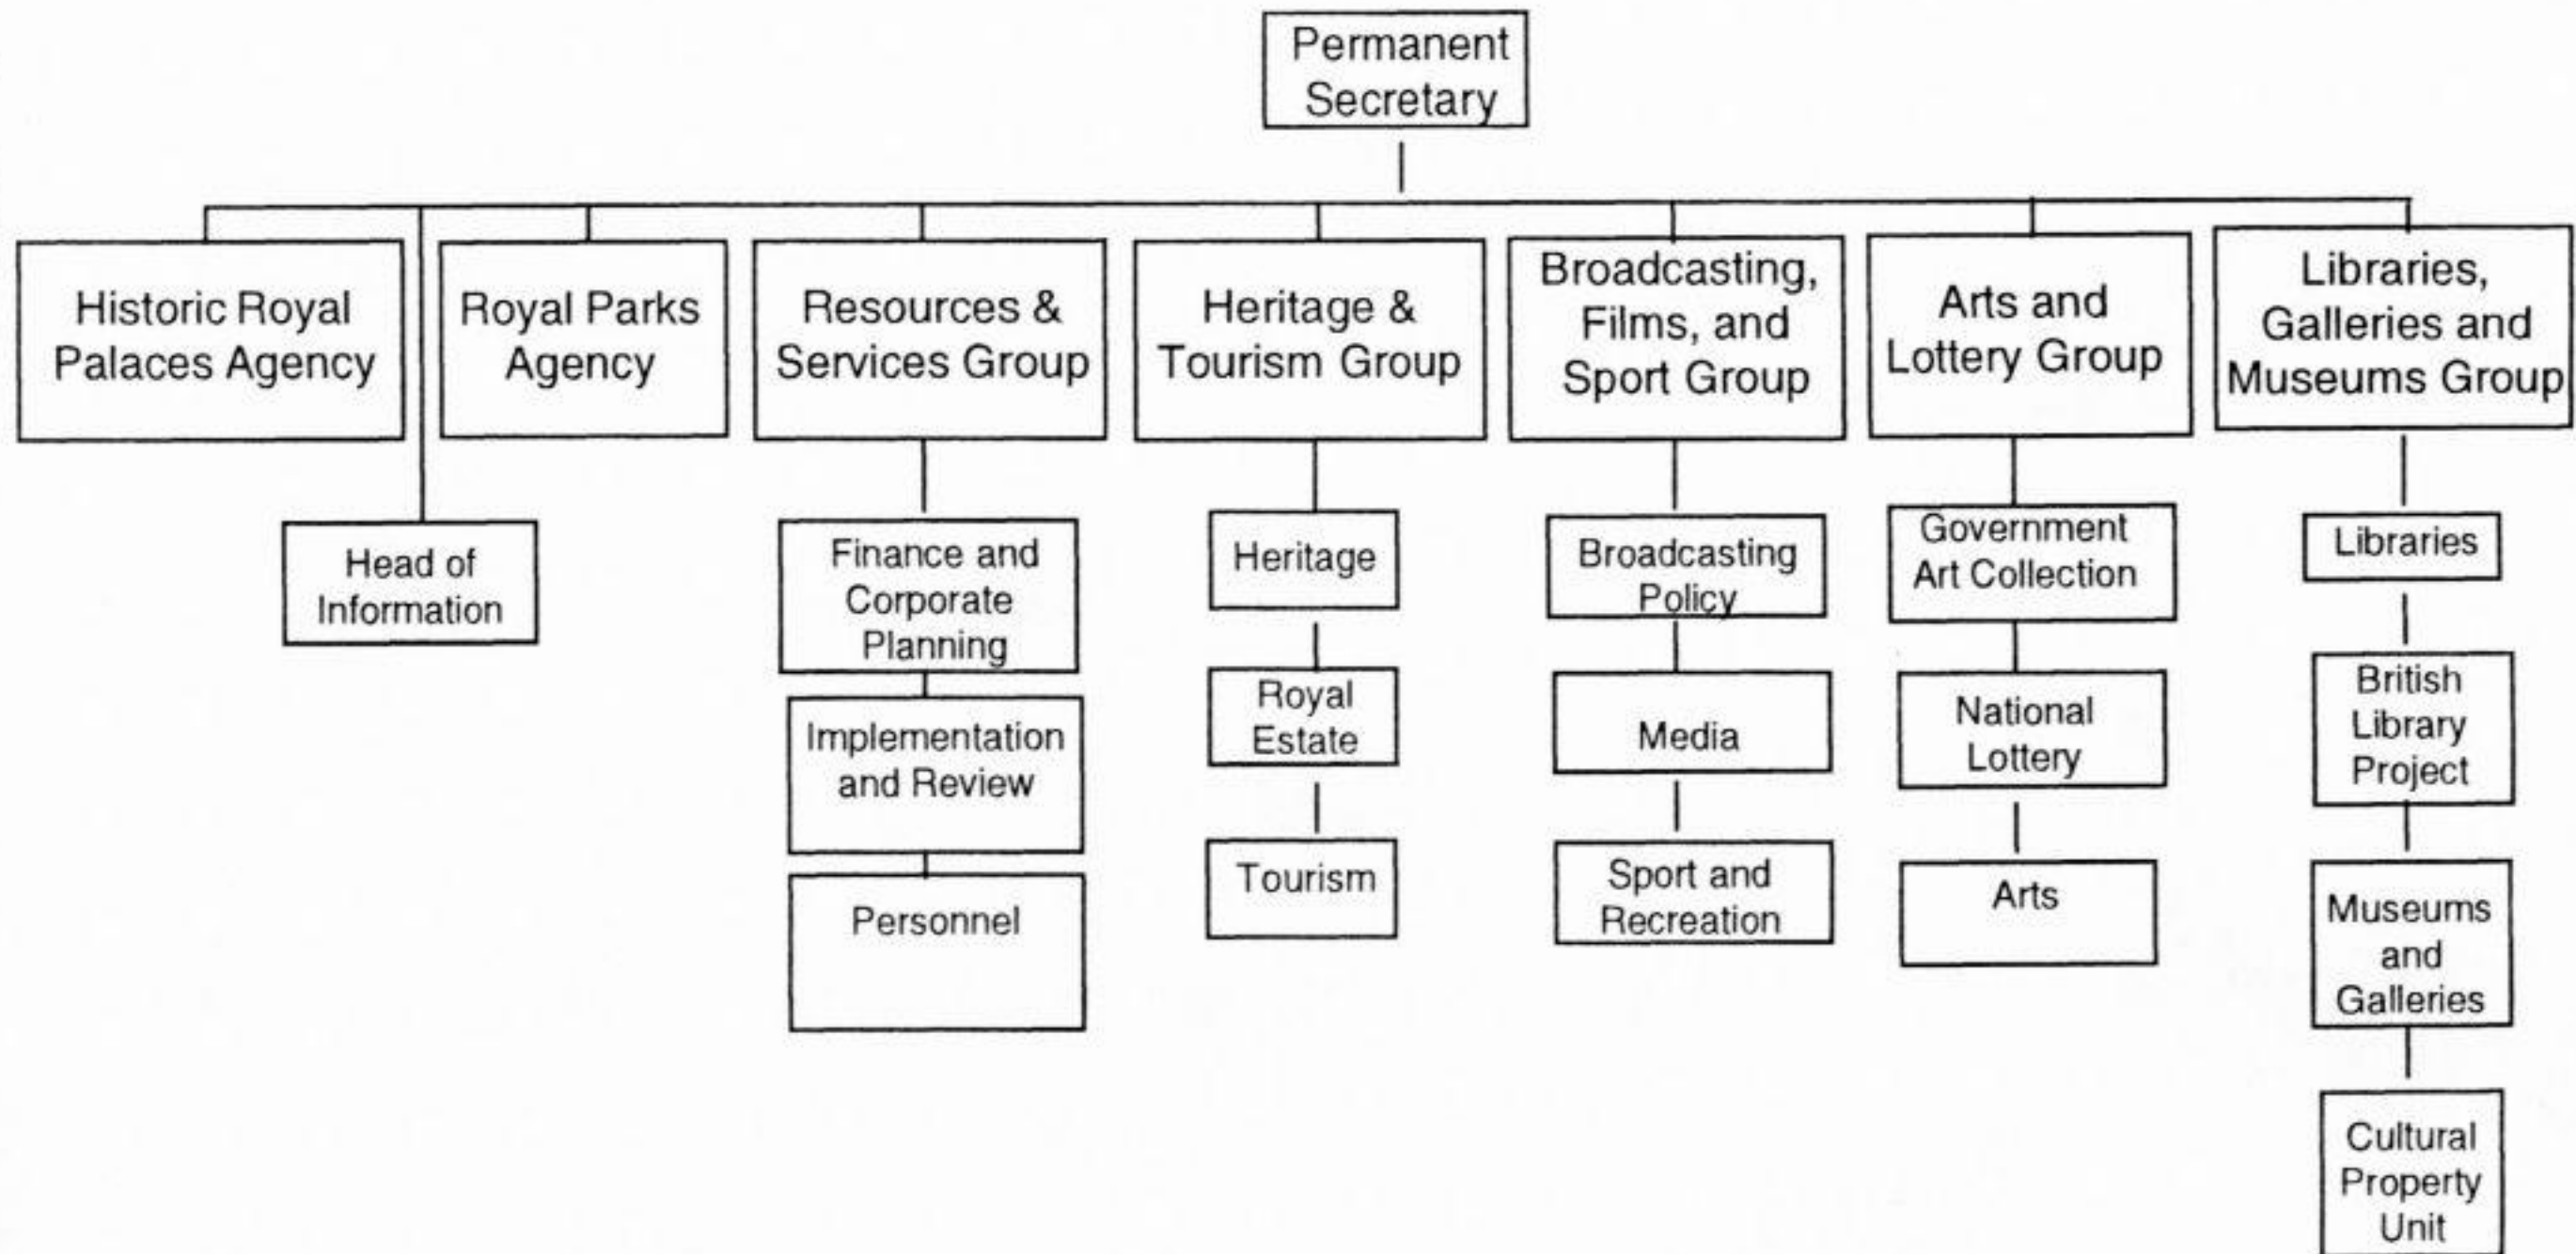 Permanent
Secretary
Historic Royal
Palaces Agency
Royal Parks
Agency
Resources &
Services Group
Heritage &
Tourism Group
Broadcasting,
Films, and
Sport Group
Arts and
Lottery Group
Libraries,
Galleries and
Museums Group
Head of
Information
Finance and
Corporate
Planning
Implementation
and Review
Personnel
Heritage
Royal
Estate
Tourism
Broadcasting
Policy
Media
Sport and
Recreation
Government
Art Collection
National
Lottery
Arts
Libraries
British
Library
Project
Museums
and
Galleries
Cultural
Property
Unit